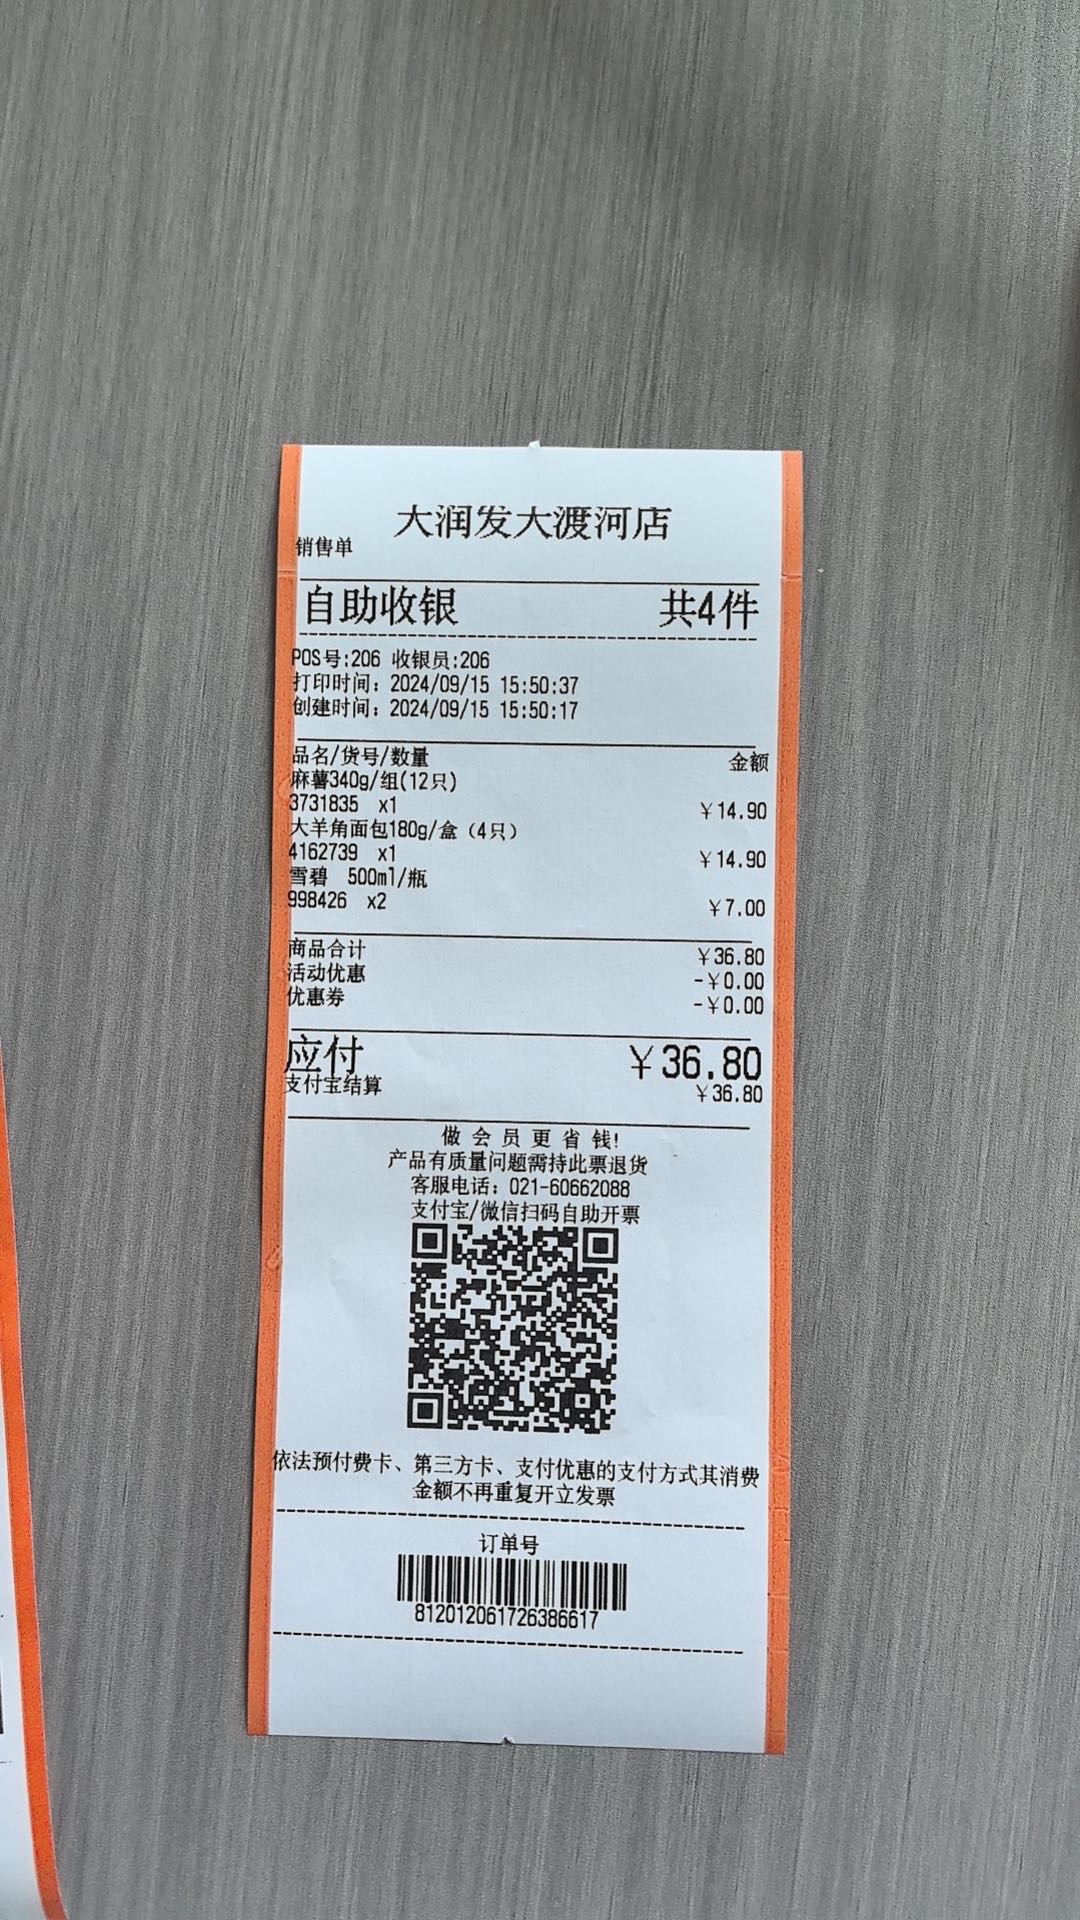 大润发大渡河店
销售单
自助收银 共4件
POS号:206 收银员:206
打印时间: 2024/09/15 15:50:37
创建时间: 2024/09/15 15:50:17
品名/货号/数量 金额
麻薯340g/组(12只)
3731835 x1 ￥14.90
大羊角面包180g/盒（4只）
4162739 x1 ￥14.90
雪碧 500ml/瓶
998426 x2 ￥7.00
商品合计 ￥36.80
活动优惠 -￥0.00
优惠券 -￥0.00
应付 ￥36.80
支付宝结算 ￥36.80
做会员更省钱!
产品有质量问题需持此票退货
客服电话: 021-60662088
支付宝/微信扫码自助开票
依法预付费卡、第三方卡、支付优惠的支付方式其消费
金额不再重复开立发票
订单号
812012061726386617